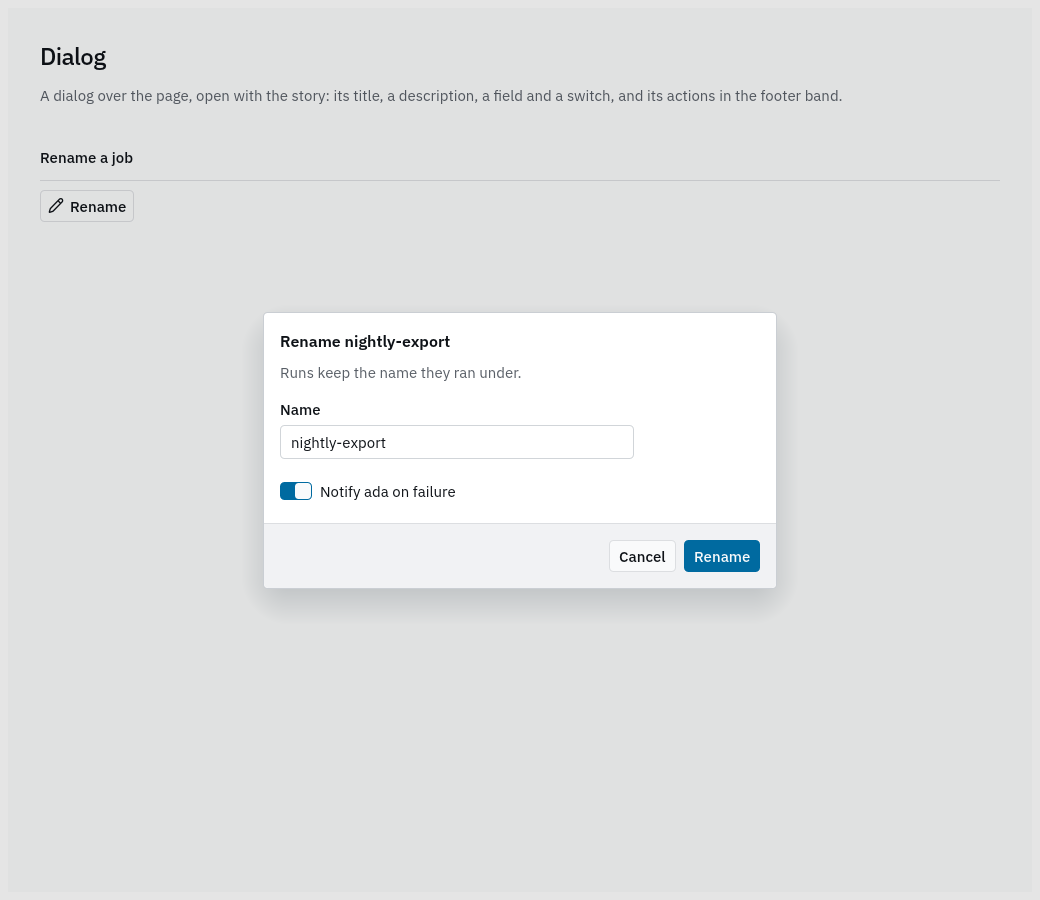 Dialog
A dialog over the page, open with the story: its title, a description, a field and a switch, and its actions in the footer band.
Rename a job
Rename
Rename nightly-export
Runs keep the name they ran under.
Name
nightly-export
Notify ada on failure
Cancel
Rename